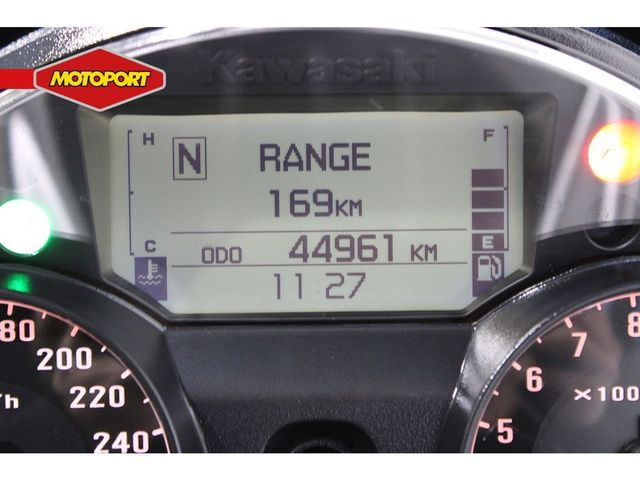 MOTOPORT
Kawasaki
H
F
N
RANGE
169KM
E
C
ODO 44961 KM
11 27
80
200
220
240
/h
8
7
6
5
×100